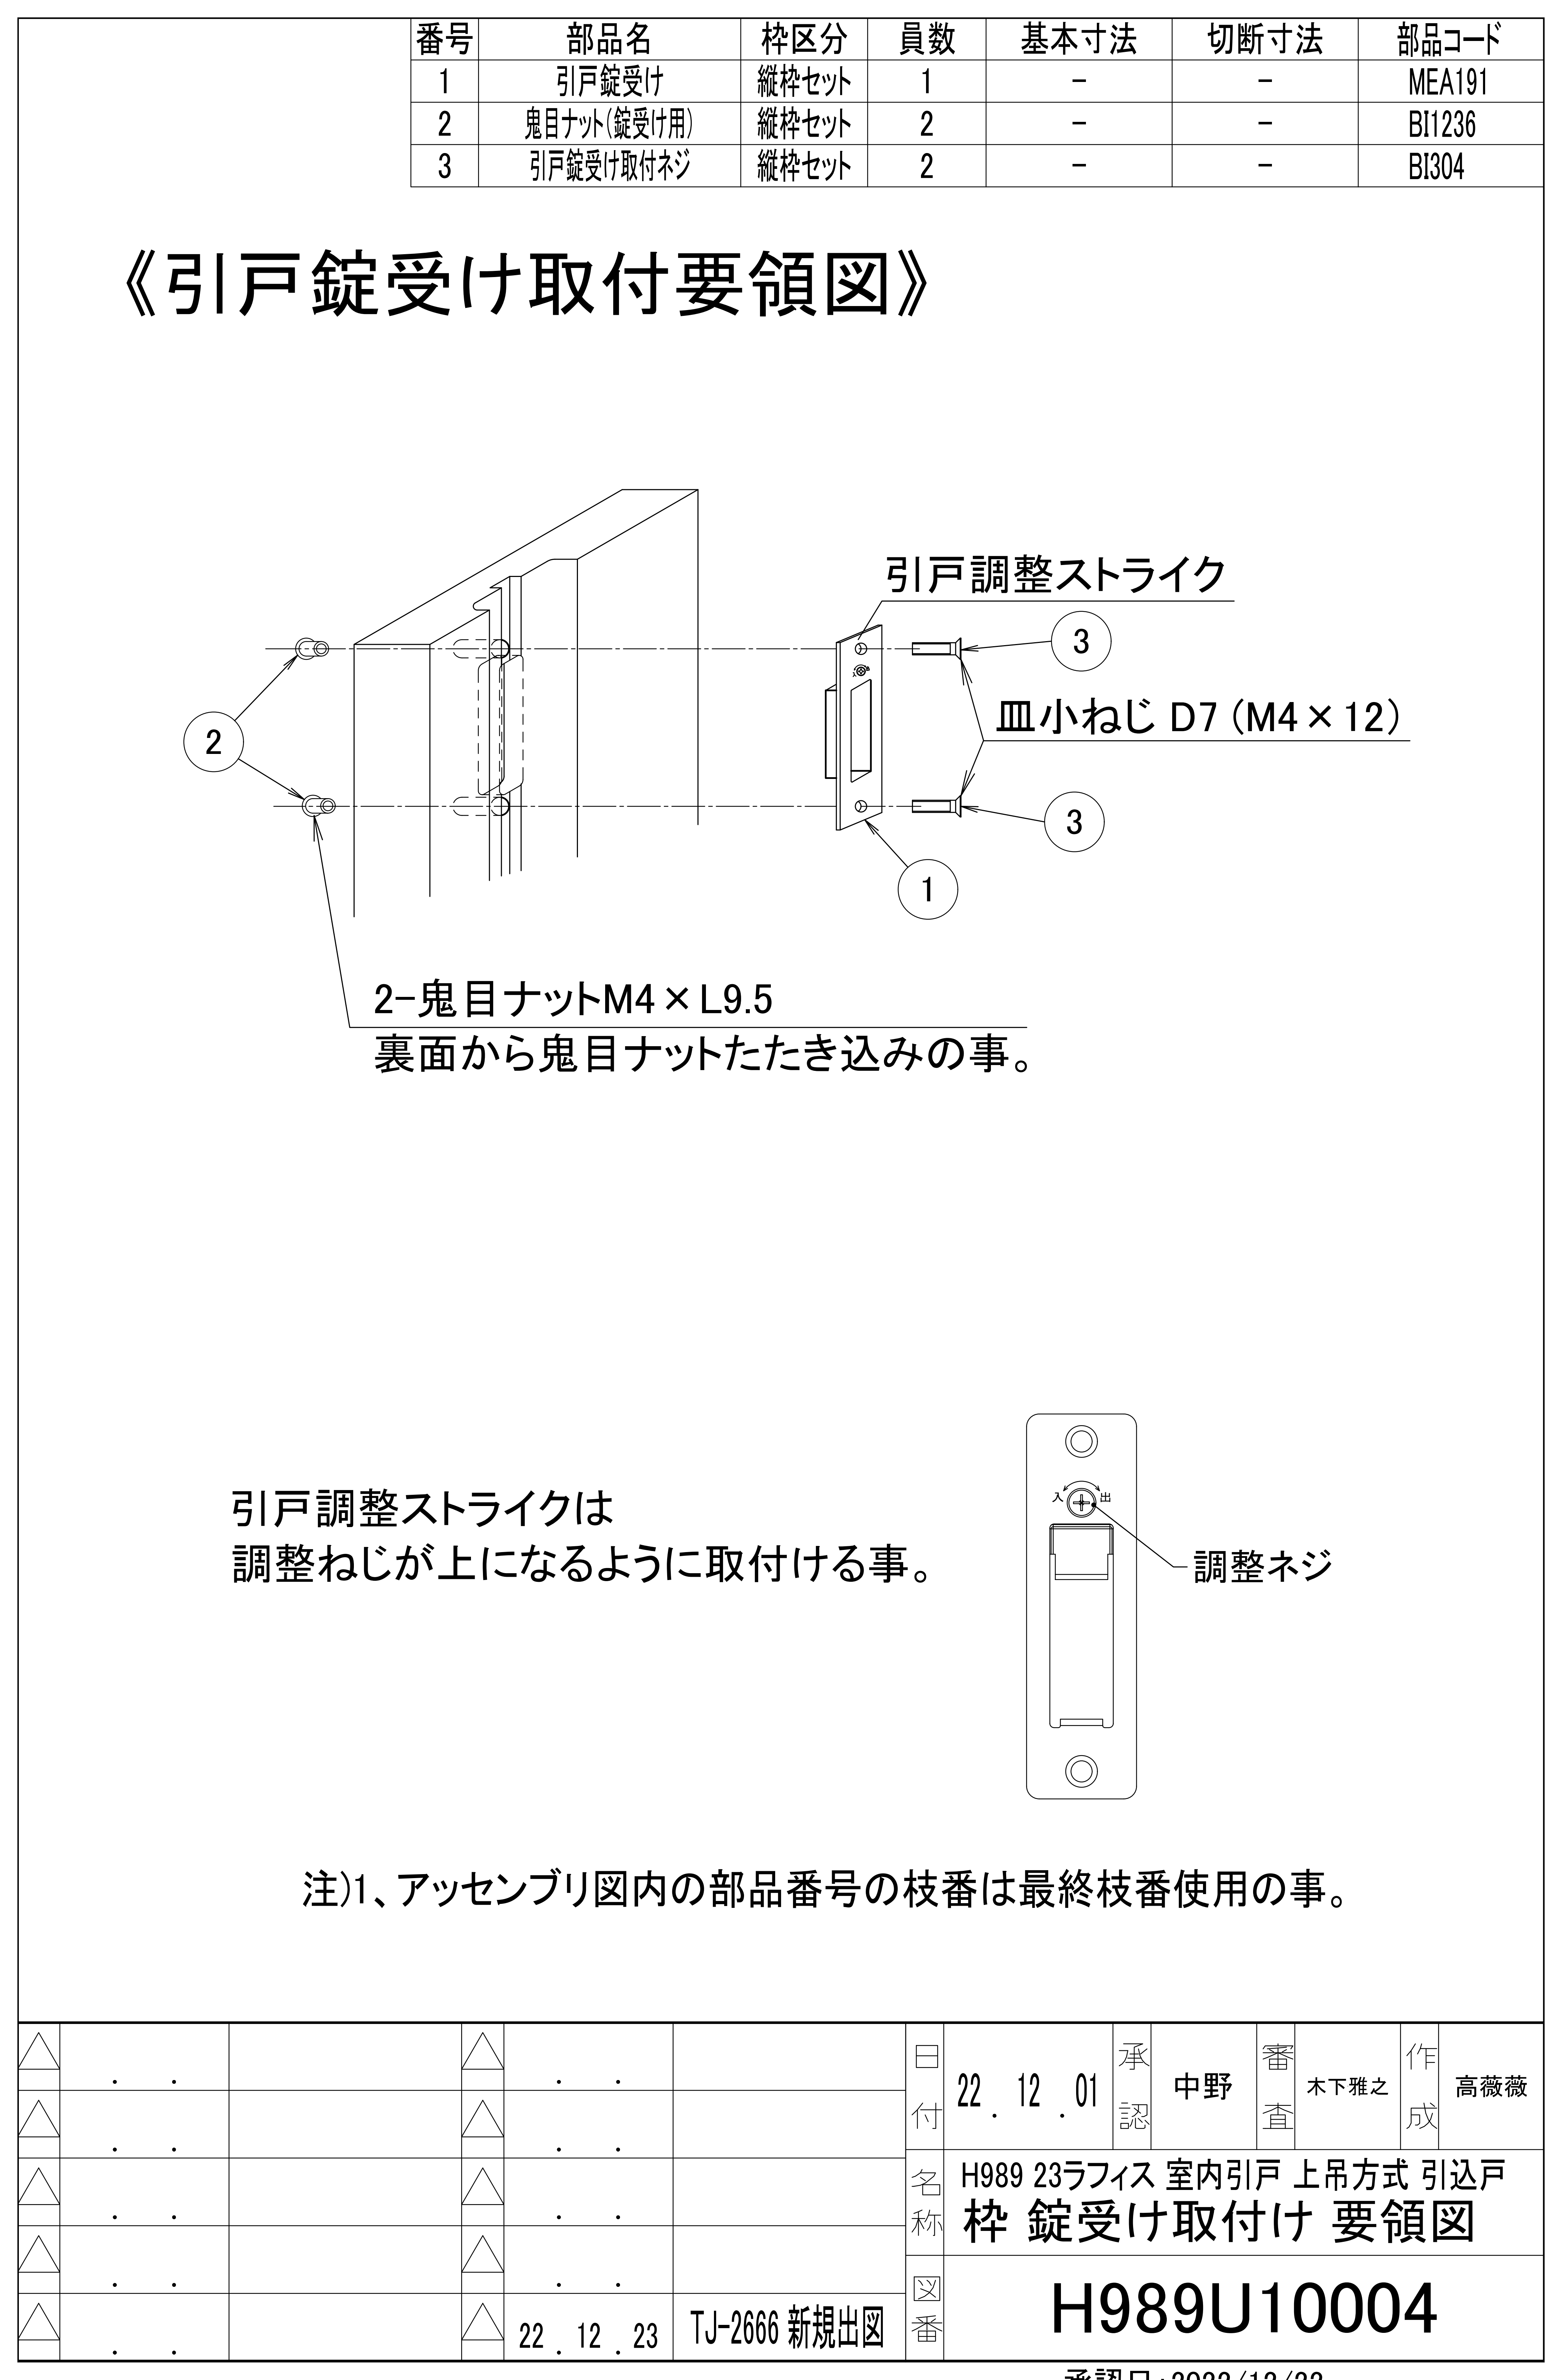 番号 部品名 枠区分 員数 基本寸法 切断寸法 部品コード
1 引戸錠受け 縦枠セット 1 − − MEA191
2 鬼目ナット(錠受け用) 縦枠セット 2 − − BI1236
3 引戸錠受け取付ネジ 縦枠セット 2 − − BI304
《引戸錠受け取付要領図》
引戸調整ストライク
3
皿小ねじ D7 (M4×12)
2
3
1
2−鬼目ナットM4×L9.5
裏面から鬼目ナットたたき込みの事。
引戸調整ストライクは
調整ねじが上になるように取付ける事。
入 出
調整ネジ
注)1、アッセンブリ図内の部品番号の枝番は最終枝番使用の事。
日付 22 . 12 . 01 承認 中野 審査 木下雅之 作成 高薇薇
名称 H989 23ラフィス 室内引戸 上吊方式 引込戸
枠 錠受け取付け 要領図
図番 H989U10004
22 . 12 . 23 TJ-2666 新規出図